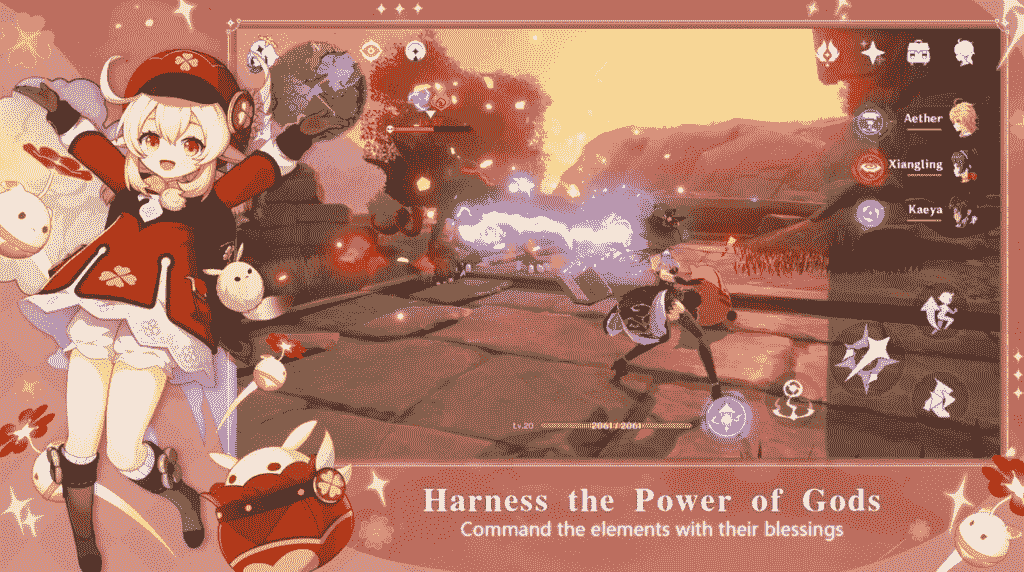 Aether
Xiangling
Kaeya
Lv.20
2061 / 2061
Harness the Power of Gods
Command the elements with their blessings